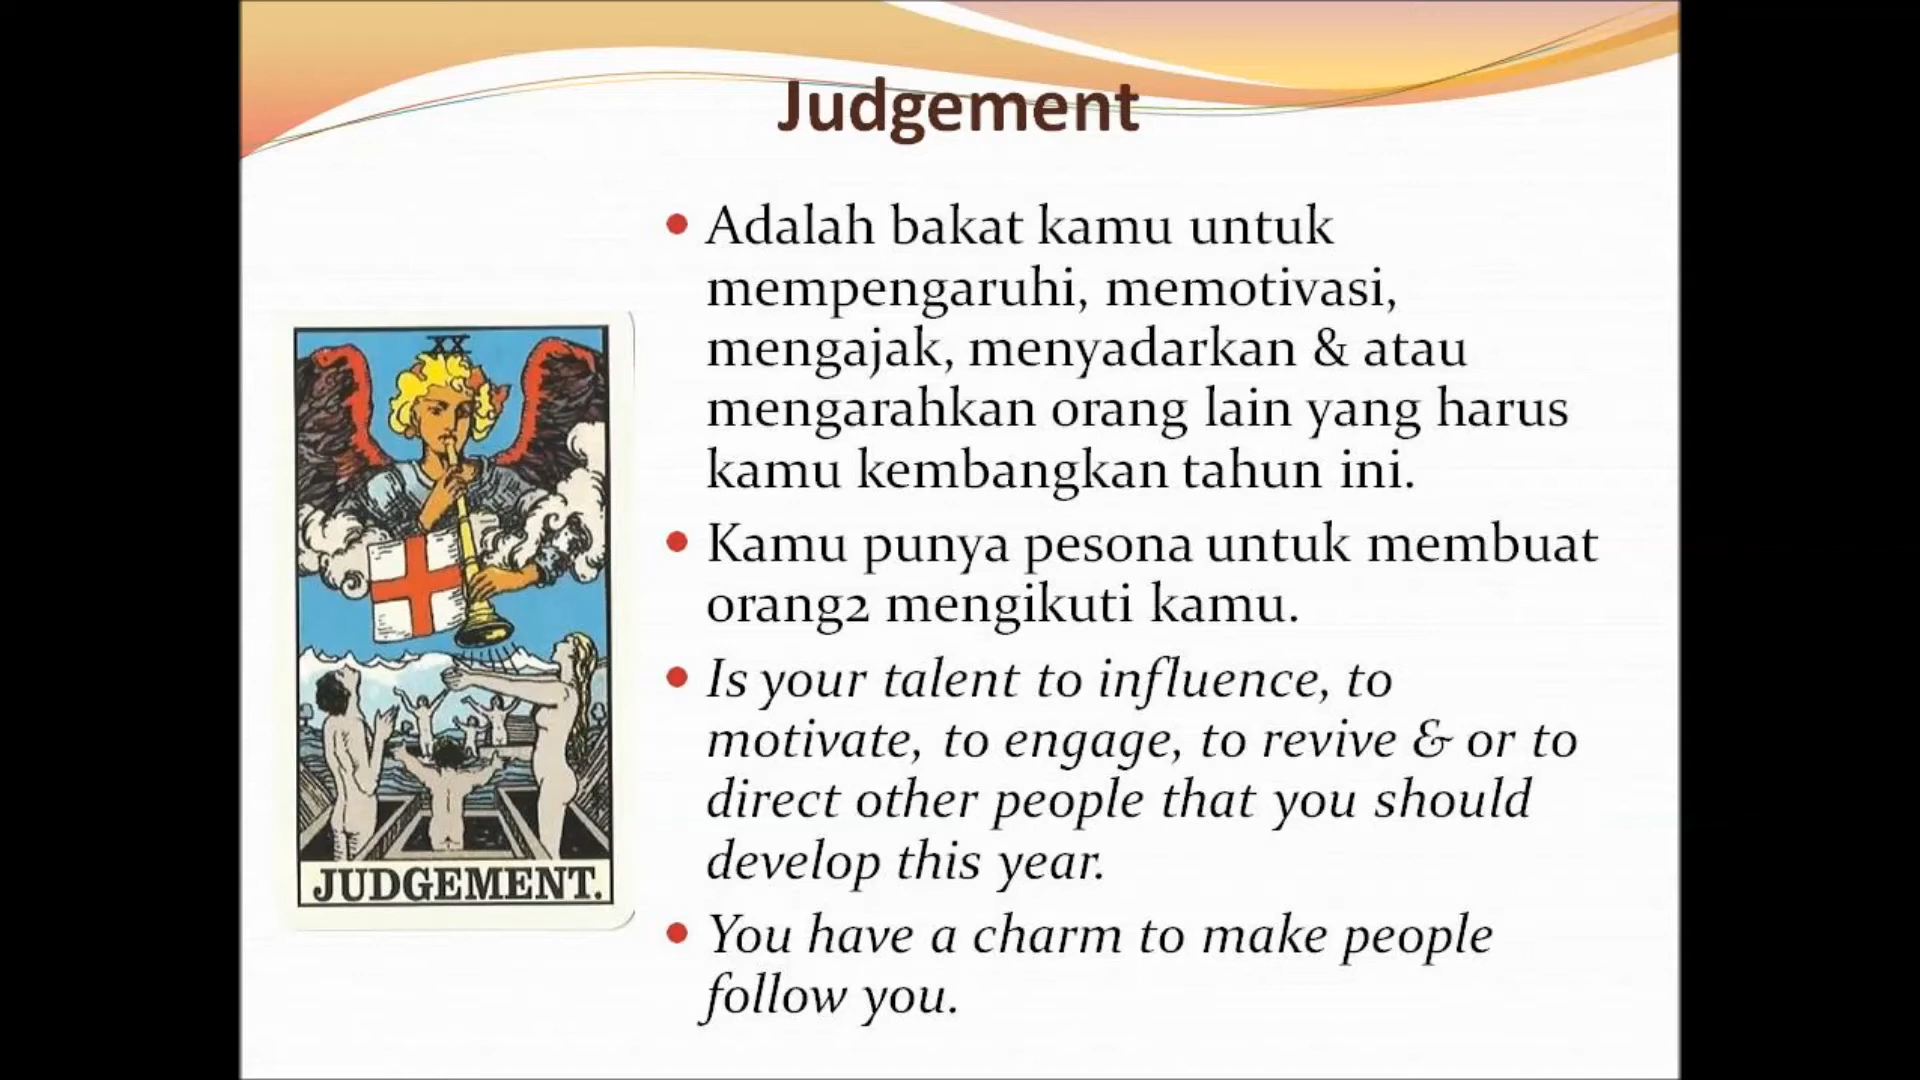 Judgement
Adalah bakat kamu untuk
mempengaruhi, memotivasi,
mengajak, menyadarkan & atau
mengarahkan orang lain yang harus
kamu kembangkan tahun ini.
Kamu punya pesona untuk membuat
orang2 mengikuti kamu.
Is your talent to influence, to
motivate, to engage, to revive & or to
direct other people that you should
develop this year.
You have a charm to make people
follow you.
XX
JUDGEMENT.